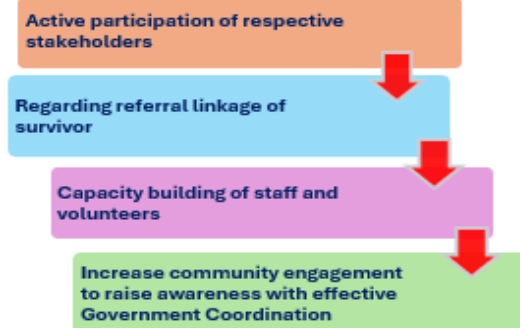 Active participation of respective
stakeholders
Regarding referral linkage of
survivor
Capacity building of staff and
volunteers
Increase community engagement
to raise awareness with effective
Government Coordination